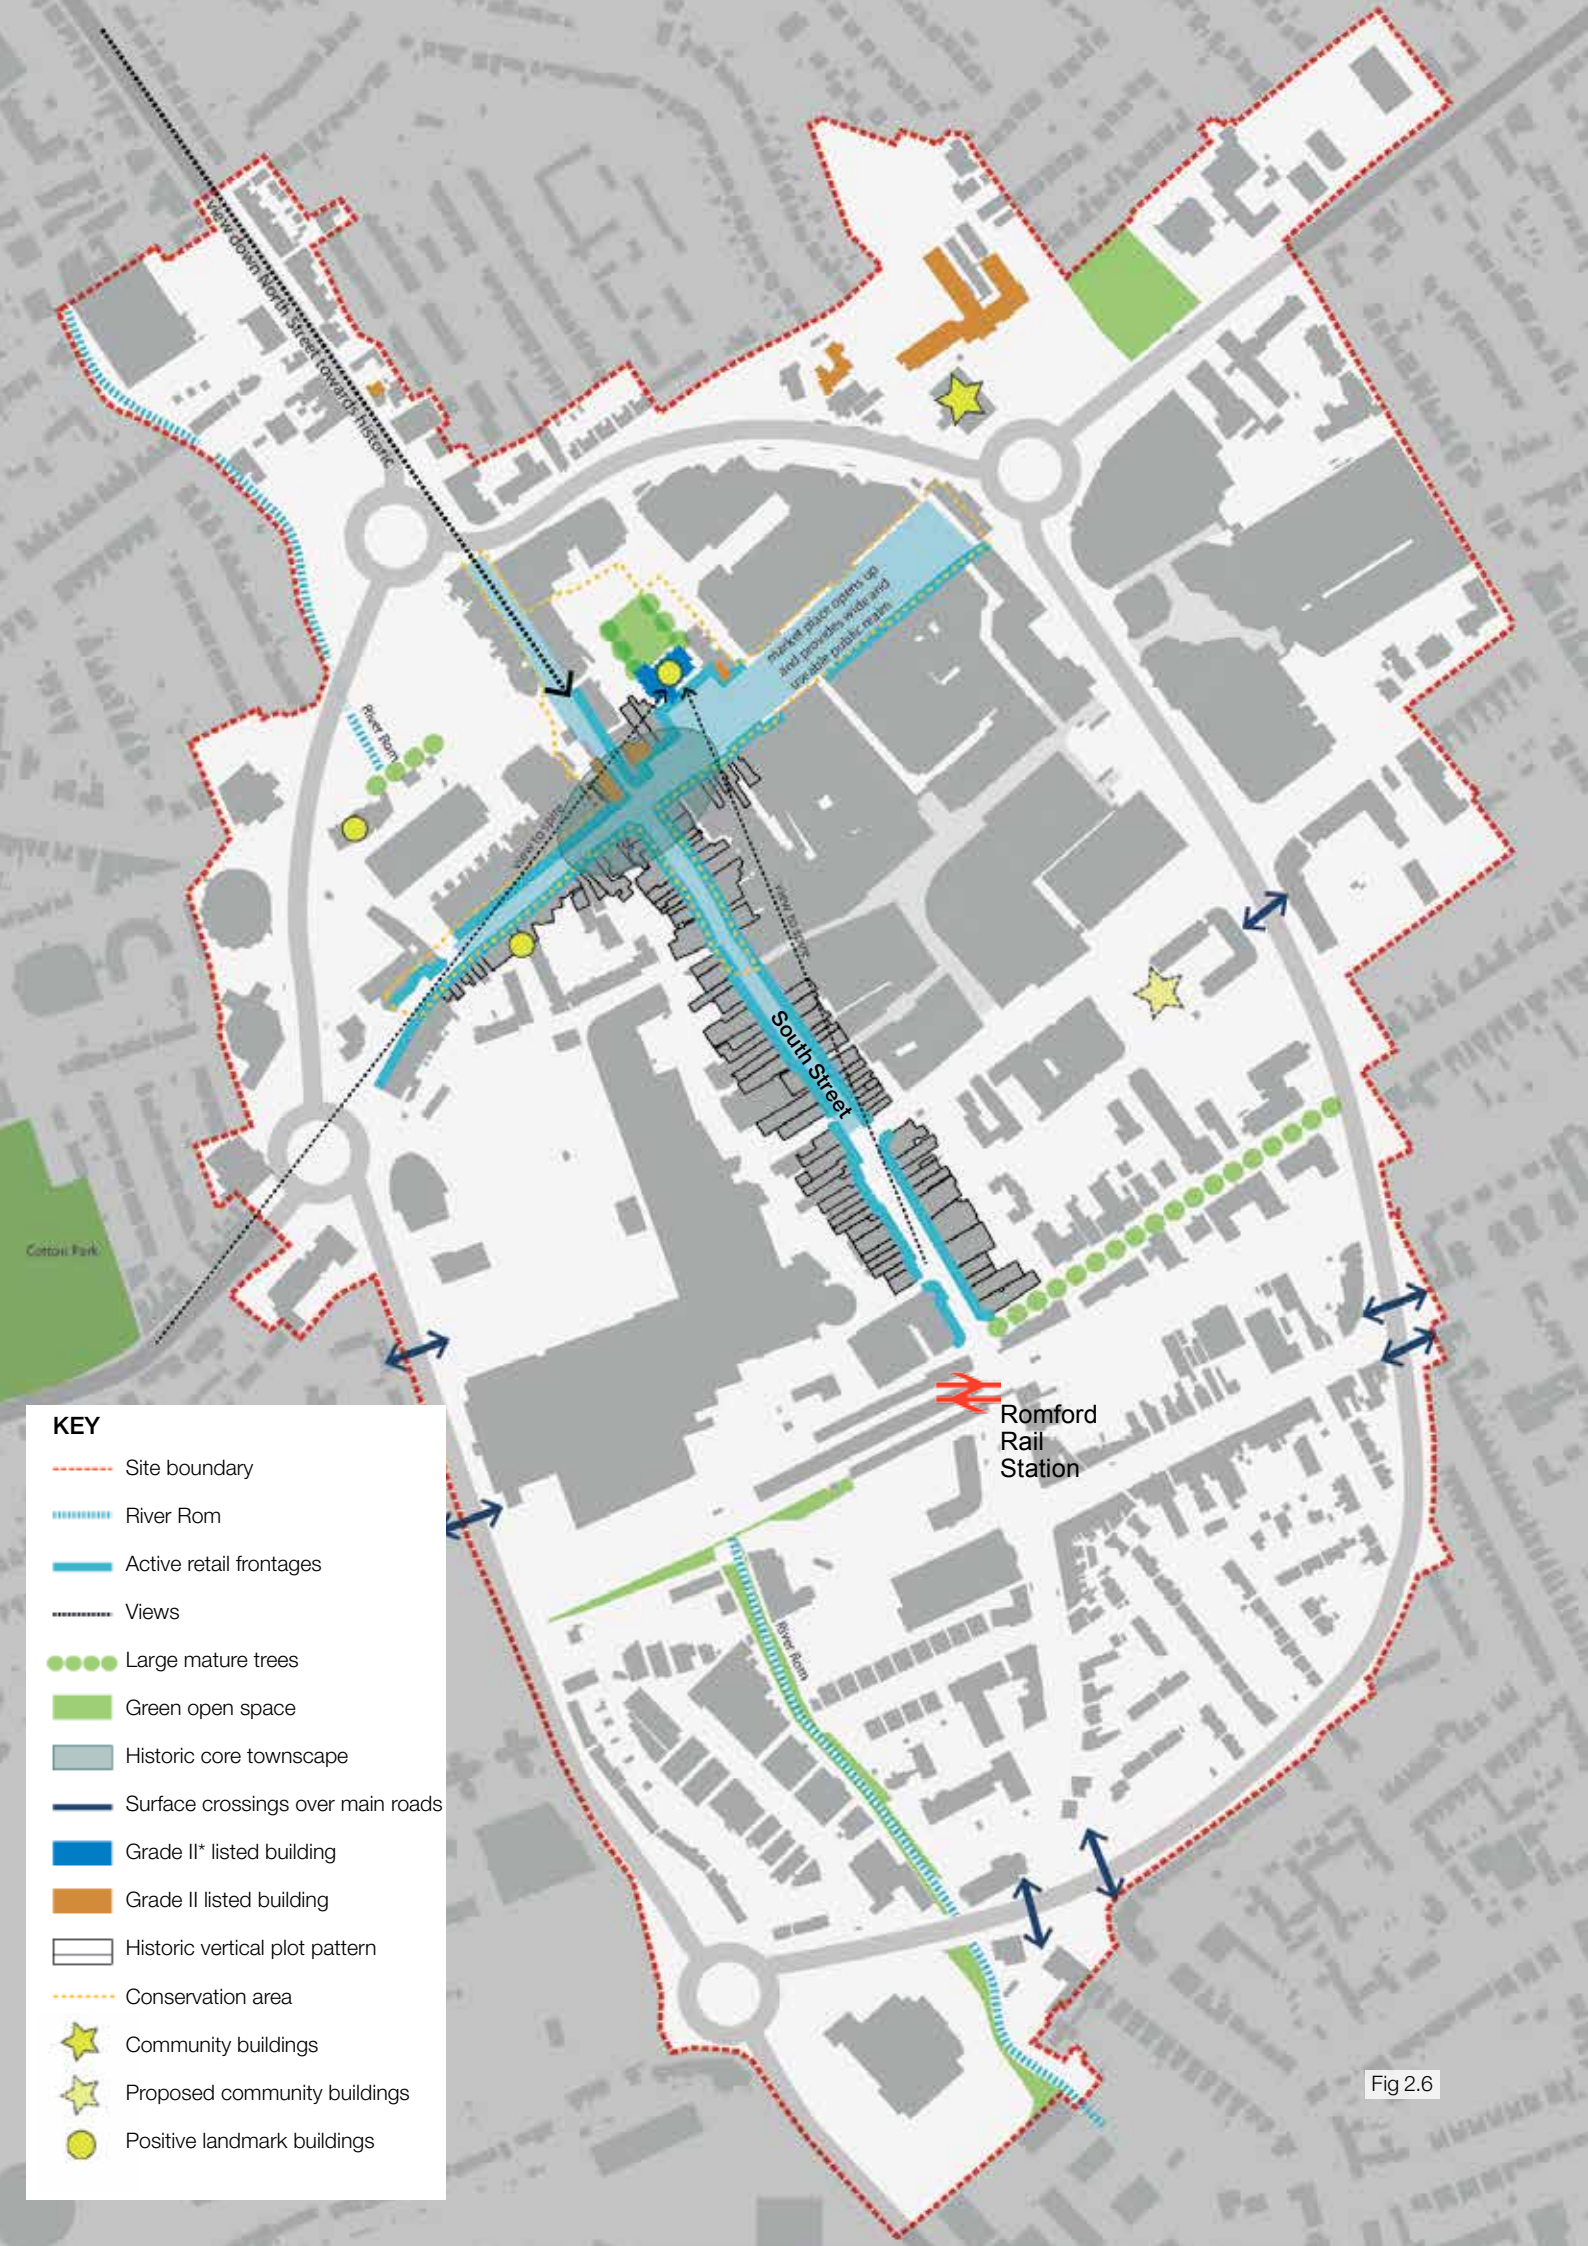 view down North Street towards historic
market place opens up
and provides wide and
useable public realm
River Rom
view to spire
view to spire
South Street
Cotton Park
Romford
Rail
Station
River Rom
KEY
Site boundary
River Rom
Active retail frontages
Views
Large mature trees
Green open space
Historic core townscape
Surface crossings over main roads
Grade II* listed building
Grade II listed building
Historic vertical plot pattern
Conservation area
Community buildings
Proposed community buildings
Positive landmark buildings
Fig 2.6